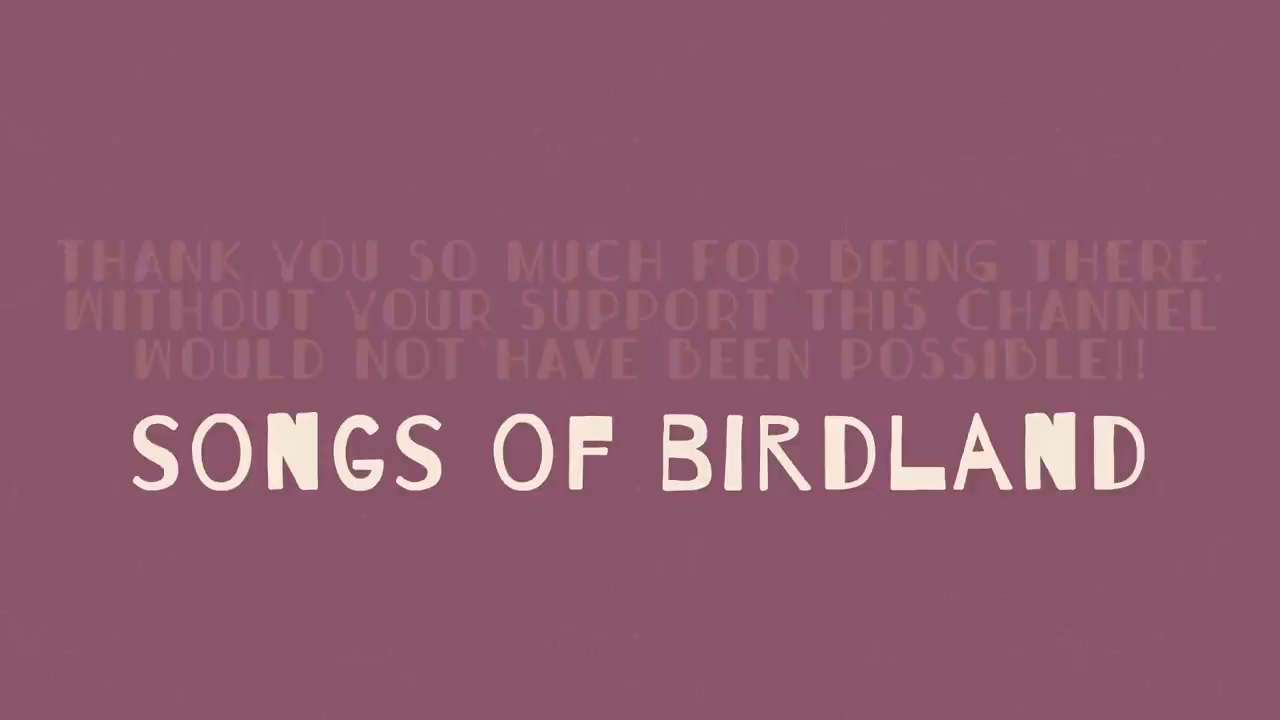 THANK YOU SO MUCH FOR BEING THERE.
WITHOUT YOUR SUPPORT THIS CHANNEL
WOULD NOT HAVE BEEN POSSIBLE!!
SONGS OF BIRDLAND